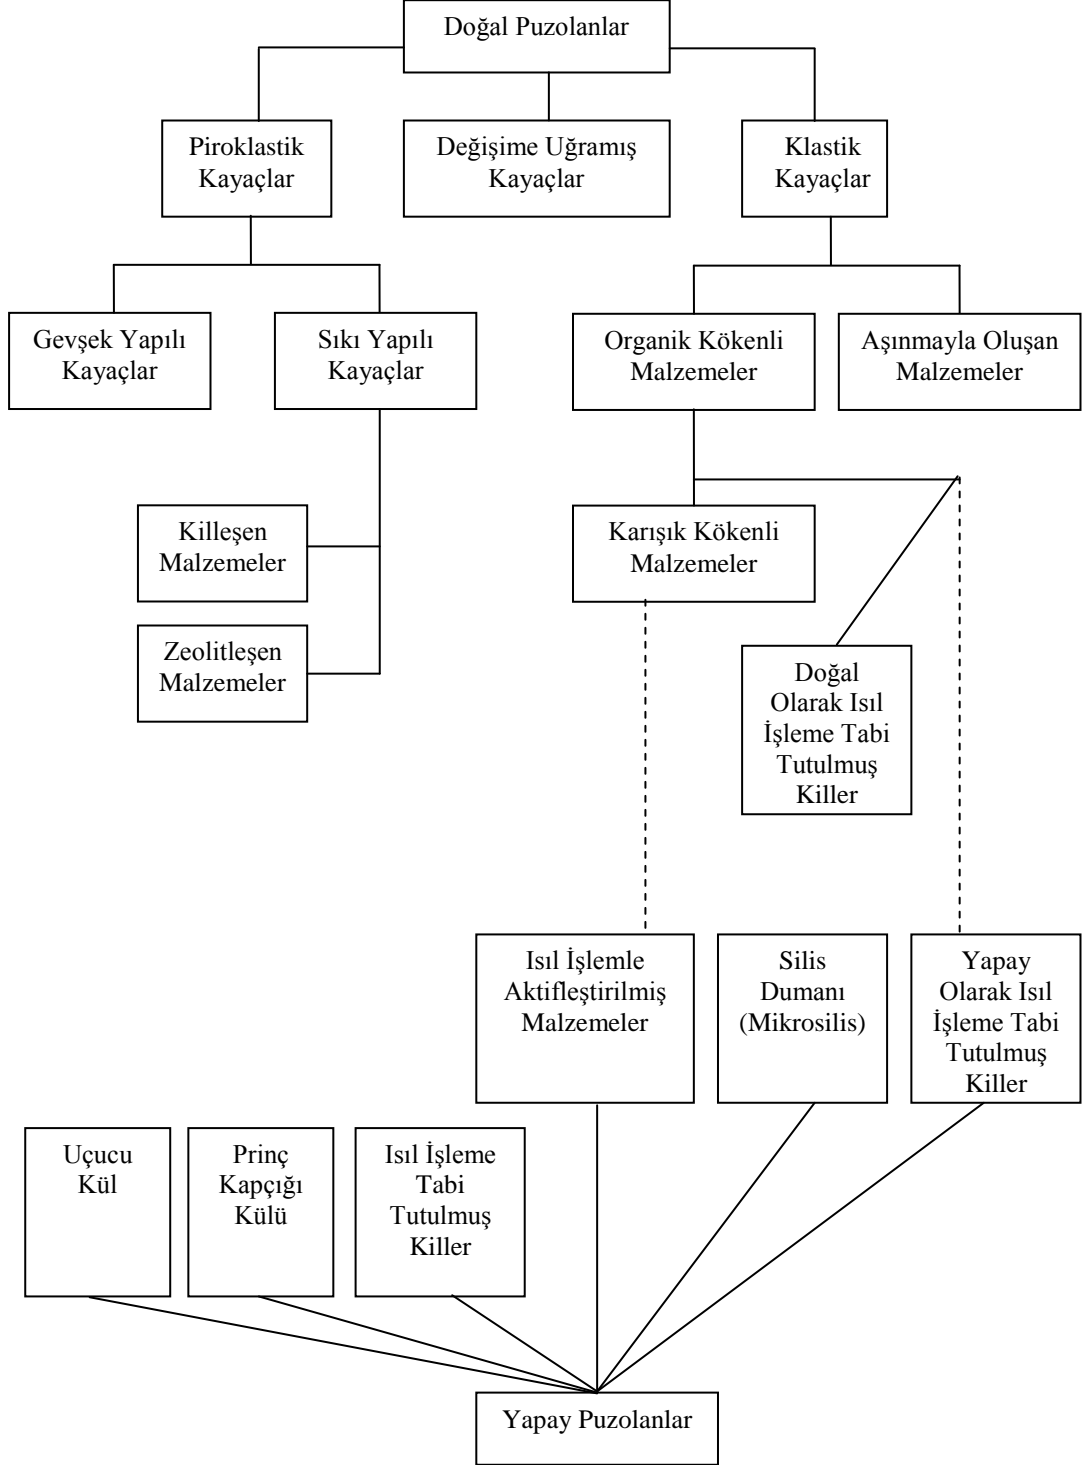 Doğal Puzolanlar
Piroklastik
Kayaçlar
Değişime Uğramış
Kayaçlar
Klastik
Kayaçlar
Gevşek Yapılı
Kayaçlar
Sıkı Yapılı
Kayaçlar
Organik Kökenli
Malzemeler
Aşınmayla Oluşan
Malzemeler
Killeşen
Malzemeler
Karışık Kökenli
Malzemeler
Zeolitleşen
Malzemeler
Doğal
Olarak Isıl
İşleme Tabi
Tutulmuş
Killer
Isıl İşlemle
Aktifleştirilmiş
Malzemeler
Silis
Dumanı
(Mikrosilis)
Yapay
Olarak Isıl
İşleme Tabi
Tutulmuş
Killer
Uçucu
Kül
Prinç
Kapçığı
Külü
Isıl İşleme
Tabi
Tutulmuş
Killer
Yapay Puzolanlar